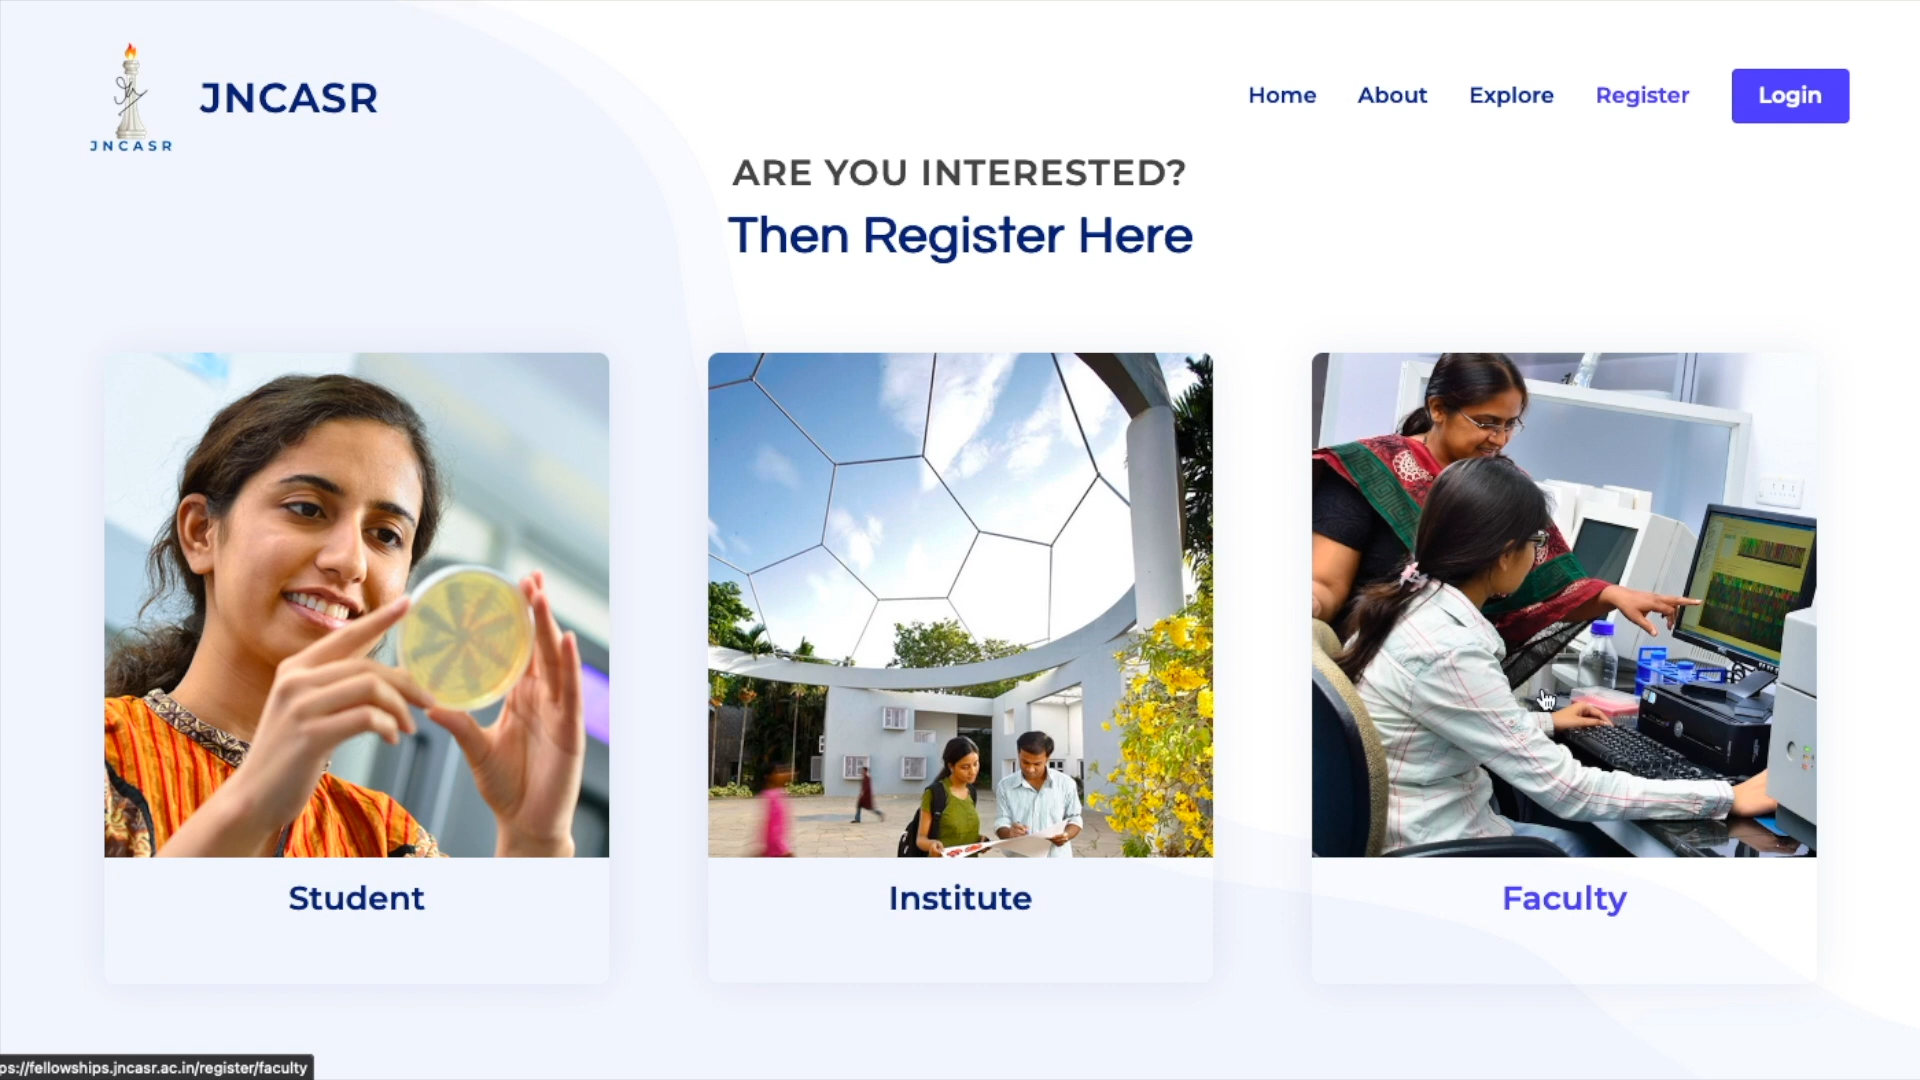 JNCASR
JNCASR
Home
About
Explore
Register
Login
ARE YOU INTERESTED?
Then Register Here
Student
Institute
Faculty
ps://fellowships.jncasr.ac.in/register/faculty